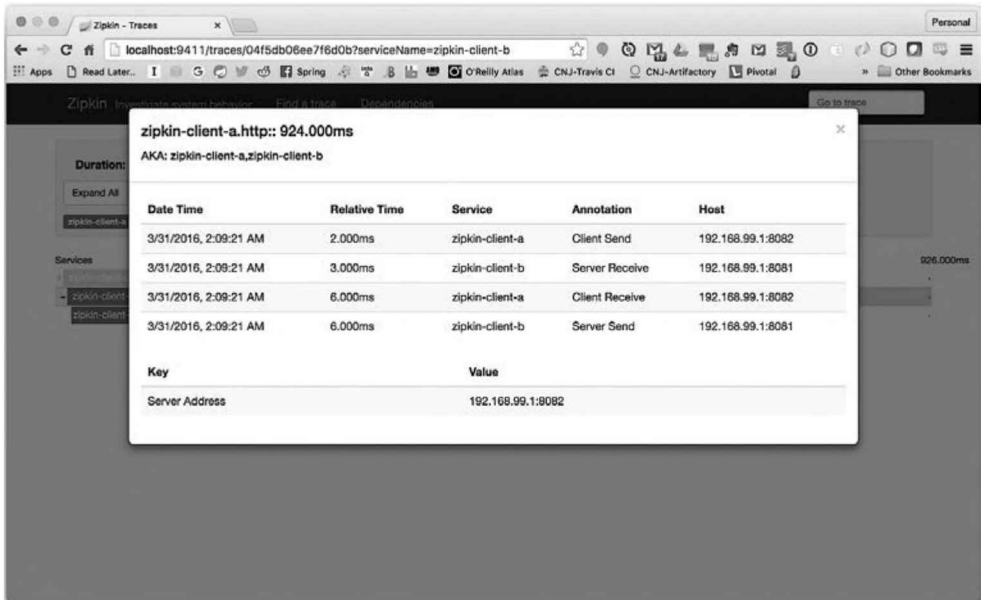 Zipkin - Traces
Personal
localhost:9411/traces/04f5db06ee7f6d0b?serviceName=zipkin-client-b
Apps Read Later.. Spring O'Reilly Atlas CNJ-Travis CI CNJ-Artifactory Pivotal » Other Bookmarks
Zipkin Investigate system behavior Find a trace Dependencies Go to trace
zipkin-client-a.http:: 924.000ms ×
AKA: zipkin-client-a,zipkin-client-b
Duration:
Expand All
zipkin-client-a
Date Time Relative Time Service Annotation Host
3/31/2016, 2:09:21 AM 2.000ms zipkin-client-a Client Send 192.168.99.1:8082
Services 926.000ms
3/31/2016, 2:09:21 AM 3.000ms zipkin-client-b Server Receive 192.168.99.1:8081
zipkin-client-
3/31/2016, 2:09:21 AM 6.000ms zipkin-client-a Client Receive 192.168.99.1:8082
zipkin-client-
3/31/2016, 2:09:21 AM 6.000ms zipkin-client-b Server Send 192.168.99.1:8081
Key Value
Server Address 192.168.99.1:8082